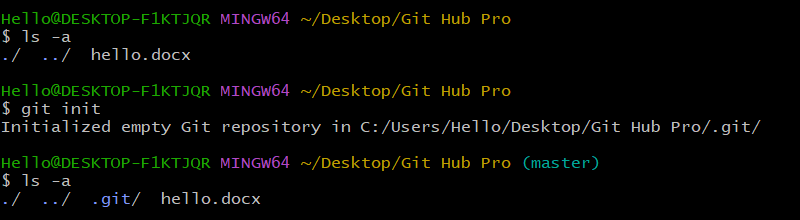 Hello@DESKTOP-F1KTJQR MINGW64 ~/Desktop/Git Hub Pro
$ ls -a
./  ../  hello.docx
Hello@DESKTOP-F1KTJQR MINGW64 ~/Desktop/Git Hub Pro
$ git init
Initialized empty Git repository in C:/Users/Hello/Desktop/Git Hub Pro/.git/
Hello@DESKTOP-F1KTJQR MINGW64 ~/Desktop/Git Hub Pro (master)
$ ls -a
./  ../  .git/  hello.docx